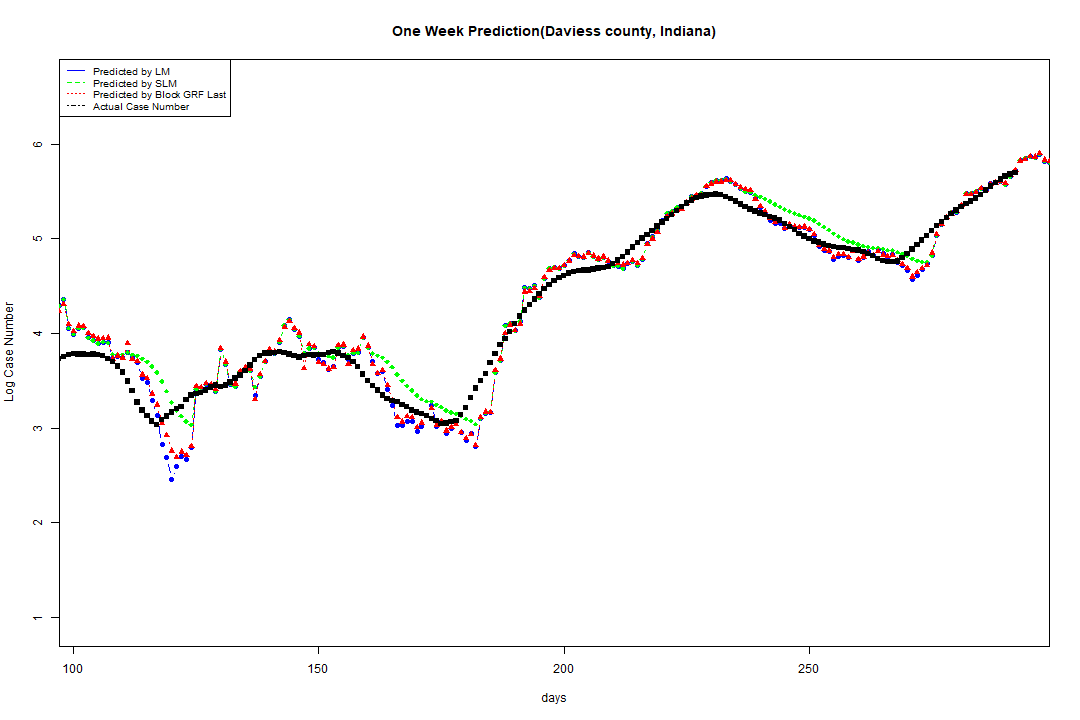 One Week Prediction(Daviess county, Indiana)
Predicted by LM
Predicted by SLM
Predicted by Block GRF Last
Actual Case Number
6
5
4
3
2
1
Log Case Number
100 150 200 250
days